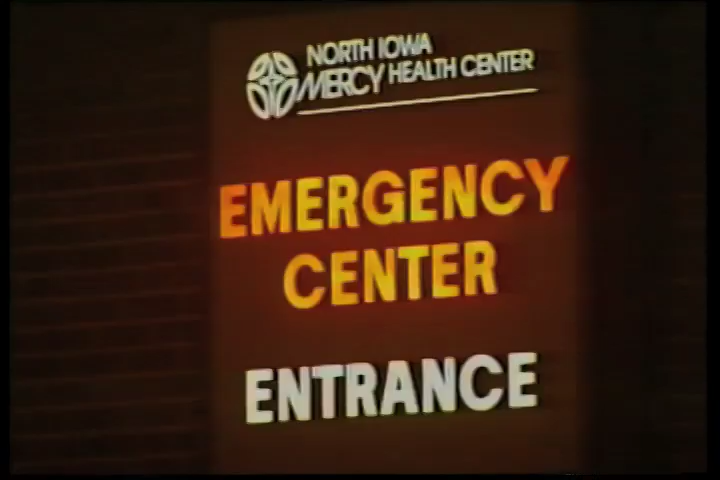 NORTH IOWA
MERCY HEALTH CENTER
EMERGENCY
CENTER
ENTRANCE